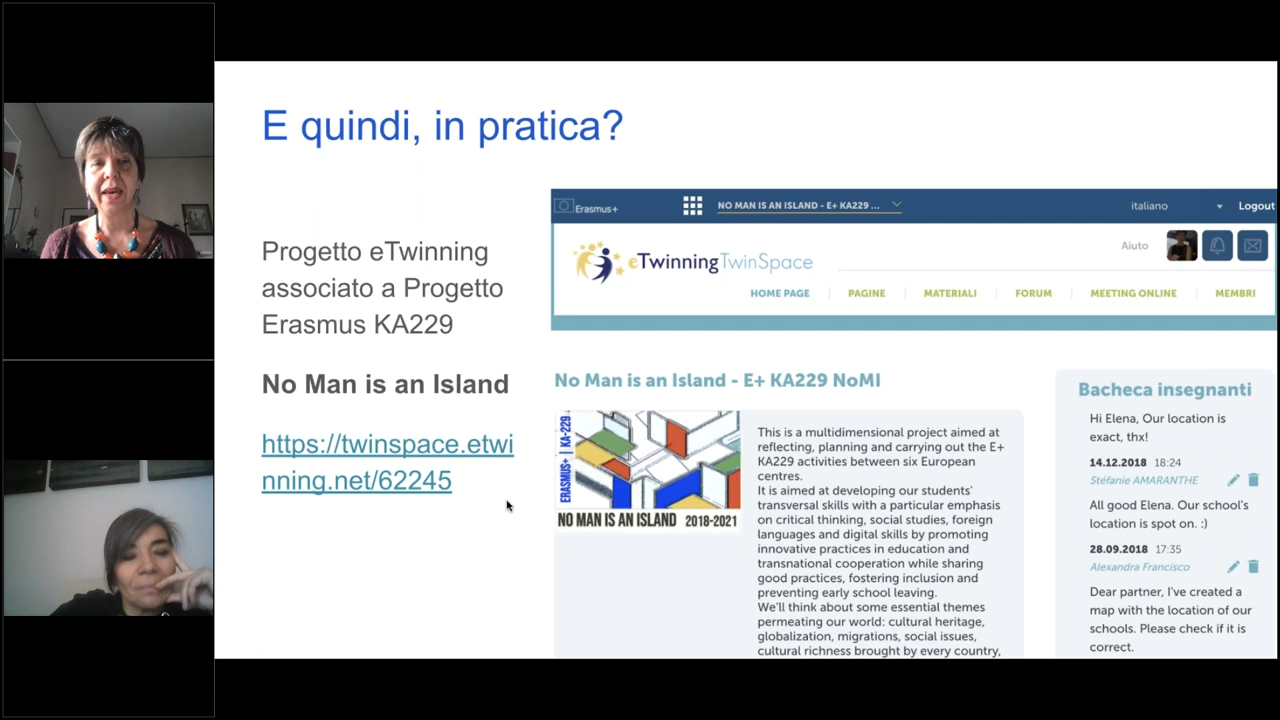 E quindi, in pratica?
Progetto eTwinning
associato a Progetto
Erasmus KA229
No Man is an Island
https://twinspace.etwi
nning.net/62245
Erasmus+
NO MAN IS AN ISLAND - E+ KA229 ...
italiano
Logout
Aiuto
eTwinningTwinSpace
HOME PAGE
PAGINE
MATERIALI
FORUM
MEETING ONLINE
MEMBRI
No Man is an Island - E+ KA229 NoMI
ERASMUS+ | KA-229
NO MAN IS AN ISLAND 2018-2021
This is a multidimensional project aimed at
reflecting, planning and carrying out the E+
KA229 activities between six European
centres.
It is aimed at developing our students'
transversal skills with a particular emphasis
on critical thinking, social studies, foreign
languages and digital skills by promoting
innovative practices in education and
transnational cooperation while sharing
good practices, fostering inclusion and
preventing early school leaving.
We'll think about some essential themes
permeating our world: cultural heritage,
globalization, migrations, social issues,
cultural richness brought by every country,
Bacheca insegnanti
Hi Elena, Our location is
exact, thx!
14.12.2018 18:24
Stéfanie AMARANTHE
All good Elena. Our school's
location is spot on. :)
28.09.2018 17:35
Alexandra Francisco
Dear partner, I've created a
map with the location of our
schools. Please check if it is
correct.